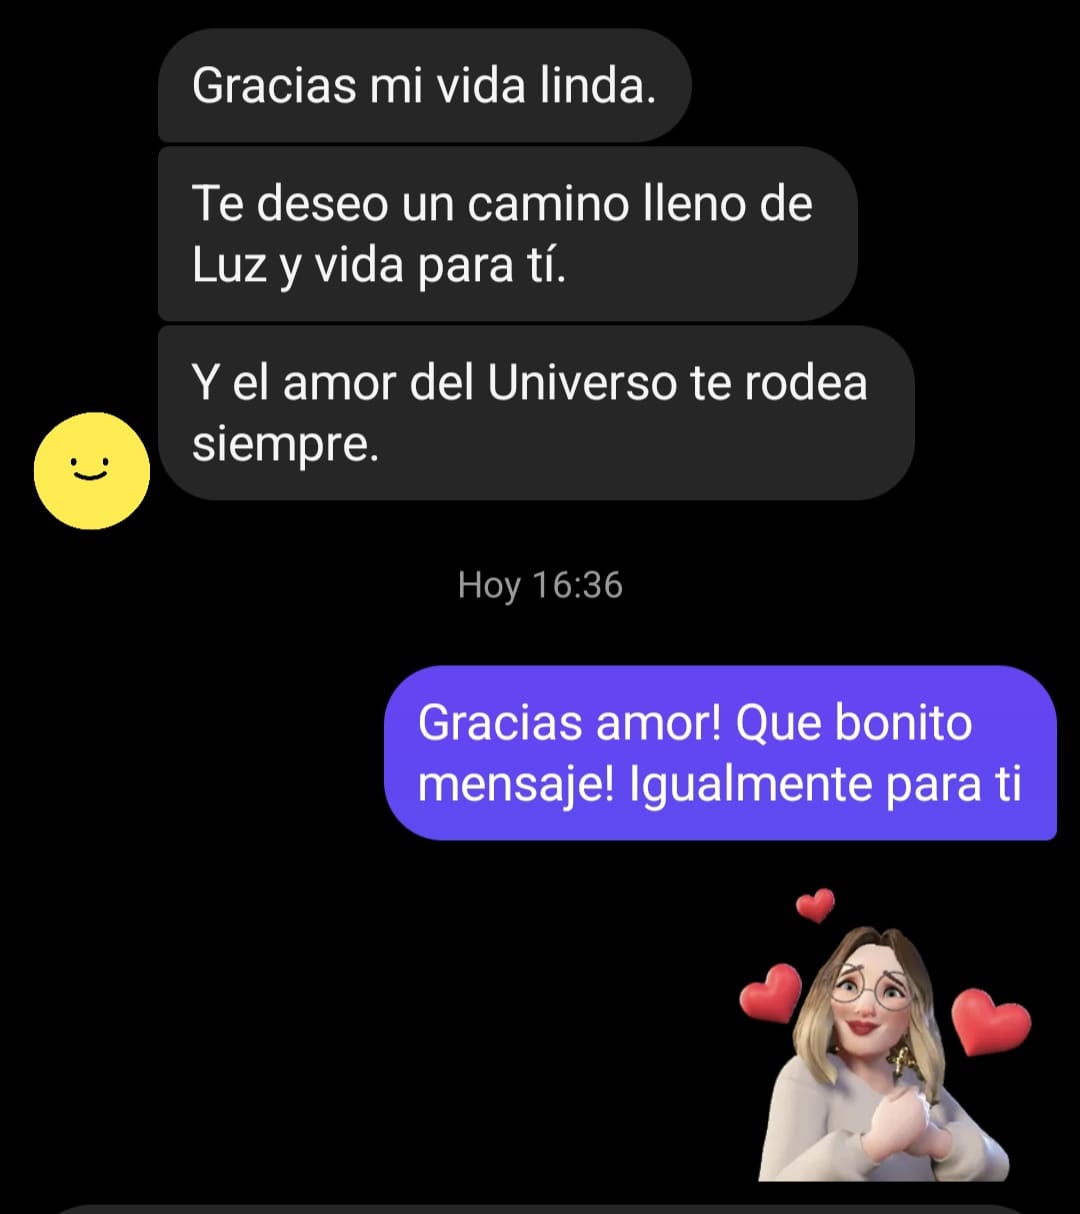 Gracias mi vida linda.
Te deseo un camino lleno de
Luz y vida para tí.
Y el amor del Universo te rodea
siempre.
Hoy 16:36
Gracias amor! Que bonito
mensaje! Igualmente para ti